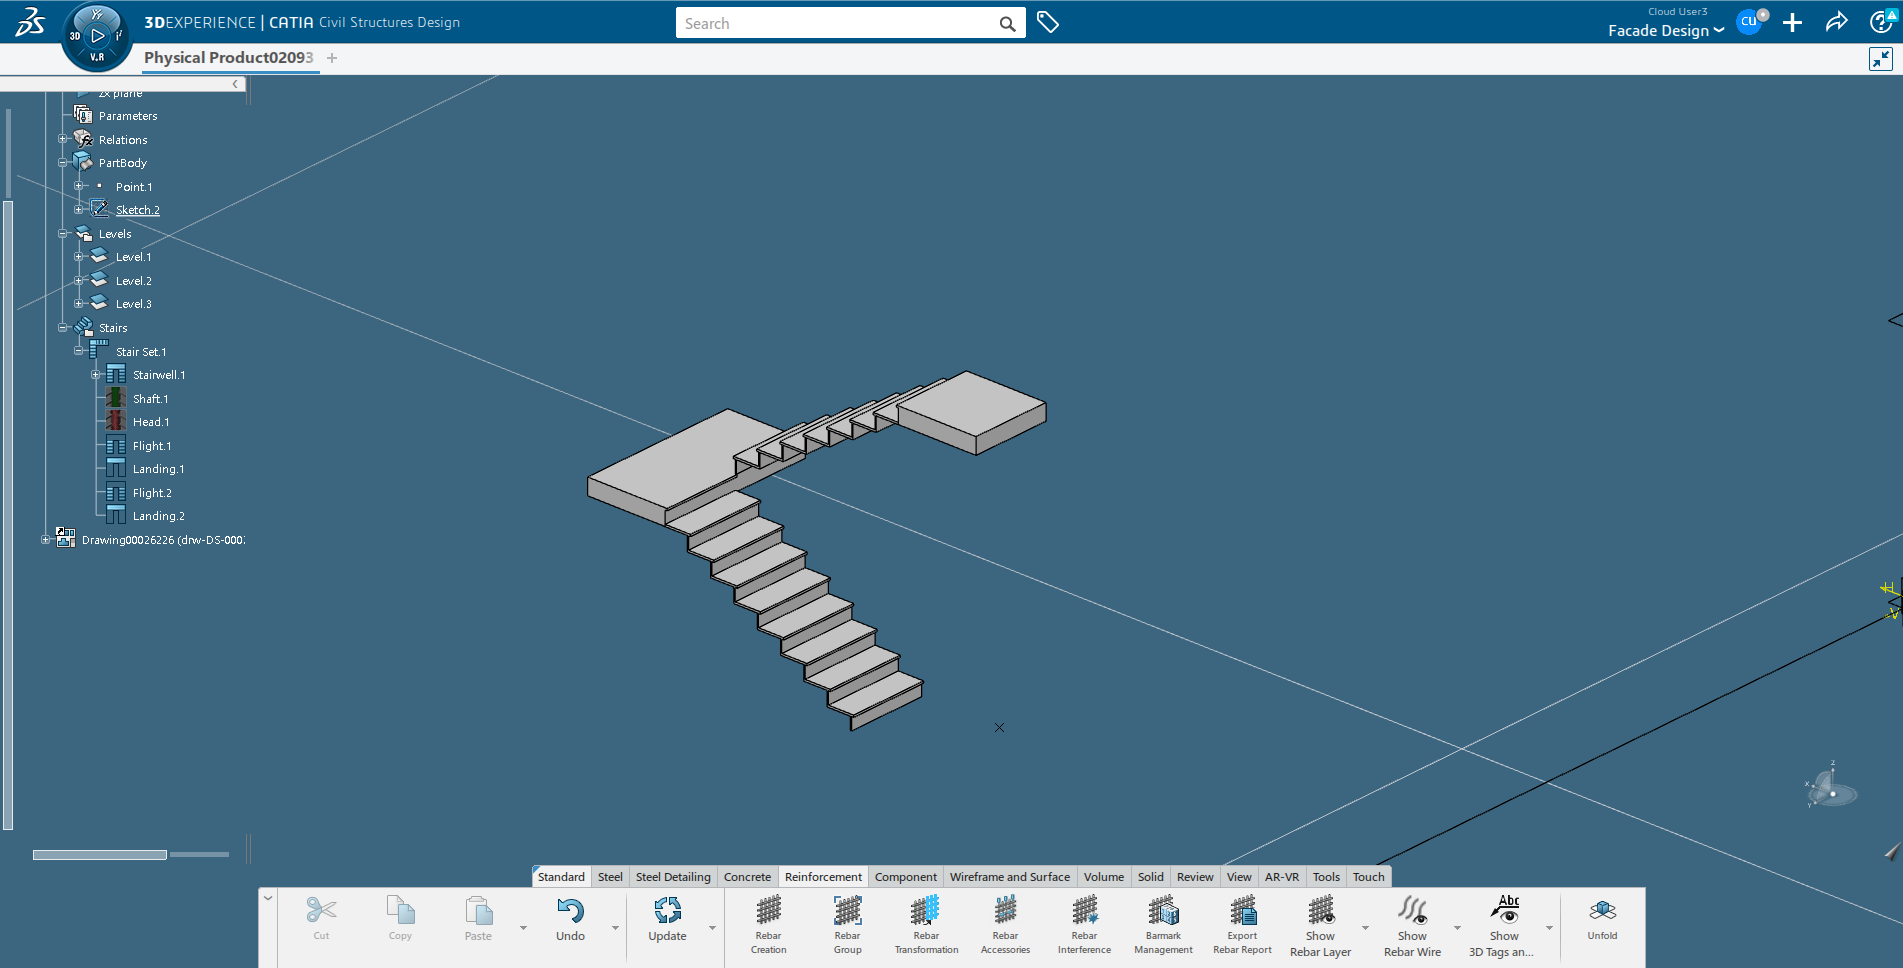 3DEXPERIENCE | CATIA Civil Structures Design
Search
Cloud User3
Facade Design
CU
3D
V.R
Physical Product02093
zx plane
Parameters
Relations
PartBody
Point.1
Sketch.2
Levels
Level.1
Level.2
Level.3
Stairs
Stair Set.1
Stairwell.1
Shaft.1
Head.1
Flight.1
Landing.1
Flight.2
Landing.2
Drawing00026226 (drw-DS-000
H
V
z
x
y
Standard Steel Steel Detailing Concrete Reinforcement Component Wireframe and Surface Volume Solid Review View AR-VR Tools Touch
Cut
Copy
Paste
Undo
Update
Rebar
Creation
Rebar
Group
Rebar
Transformation
Rebar
Accessories
Rebar
Interference
Barmark
Management
Export
Rebar Report
Show
Rebar Layer
Show
Rebar Wire
Abc
Show
3D Tags an...
Unfold